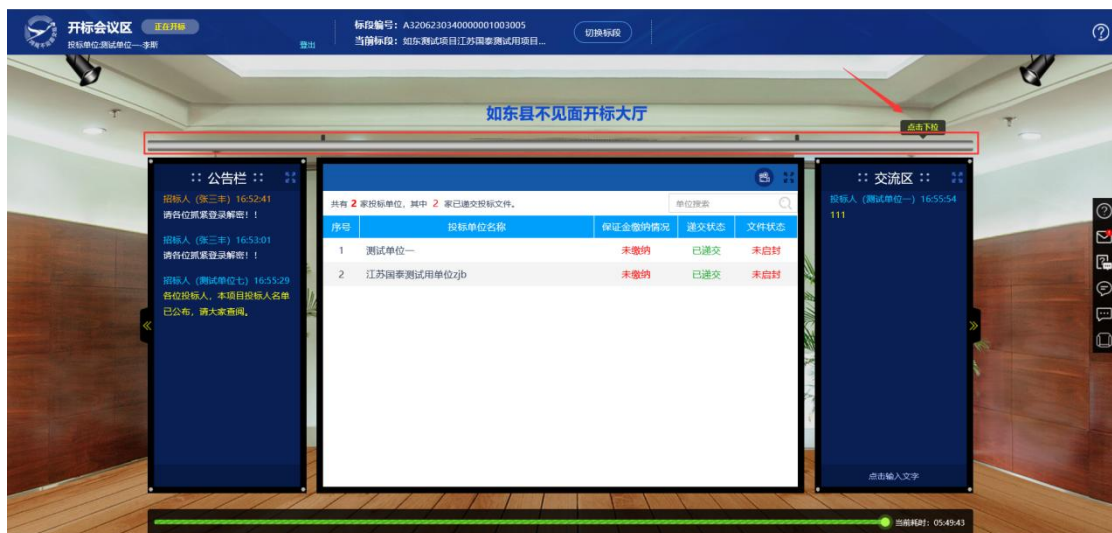 开标会议区 正在开标
投标单位:测试单位一-李斯 登出
标段编号：A3206230340000001003005
当前标段：如东测试项目江苏国泰测试用项目...
切换标段
如东县不见面开标大厅
点击下拉
:: 公告栏 ::
招标人（张三丰）16:52:41
请各位抓紧登录解密！！
招标人（张三丰）16:53:01
请各位抓紧登录解密！！
招标人（测试单位七）16:55:29
各位投标人，本项目投标人名单
已公布，请大家查阅。
共有 2 家投标单位，其中 2 家已递交投标文件。 单位搜索
序号 投标单位名称 保证金缴纳情况 递交状态 文件状态
1 测试单位一 未缴纳 已递交 未启封
2 江苏国泰测试用单位zjb 未缴纳 已递交 未启封
:: 交流区 ::
投标人（测试单位一）16:55:54
111
点击输入文字
当前耗时：05:49:43